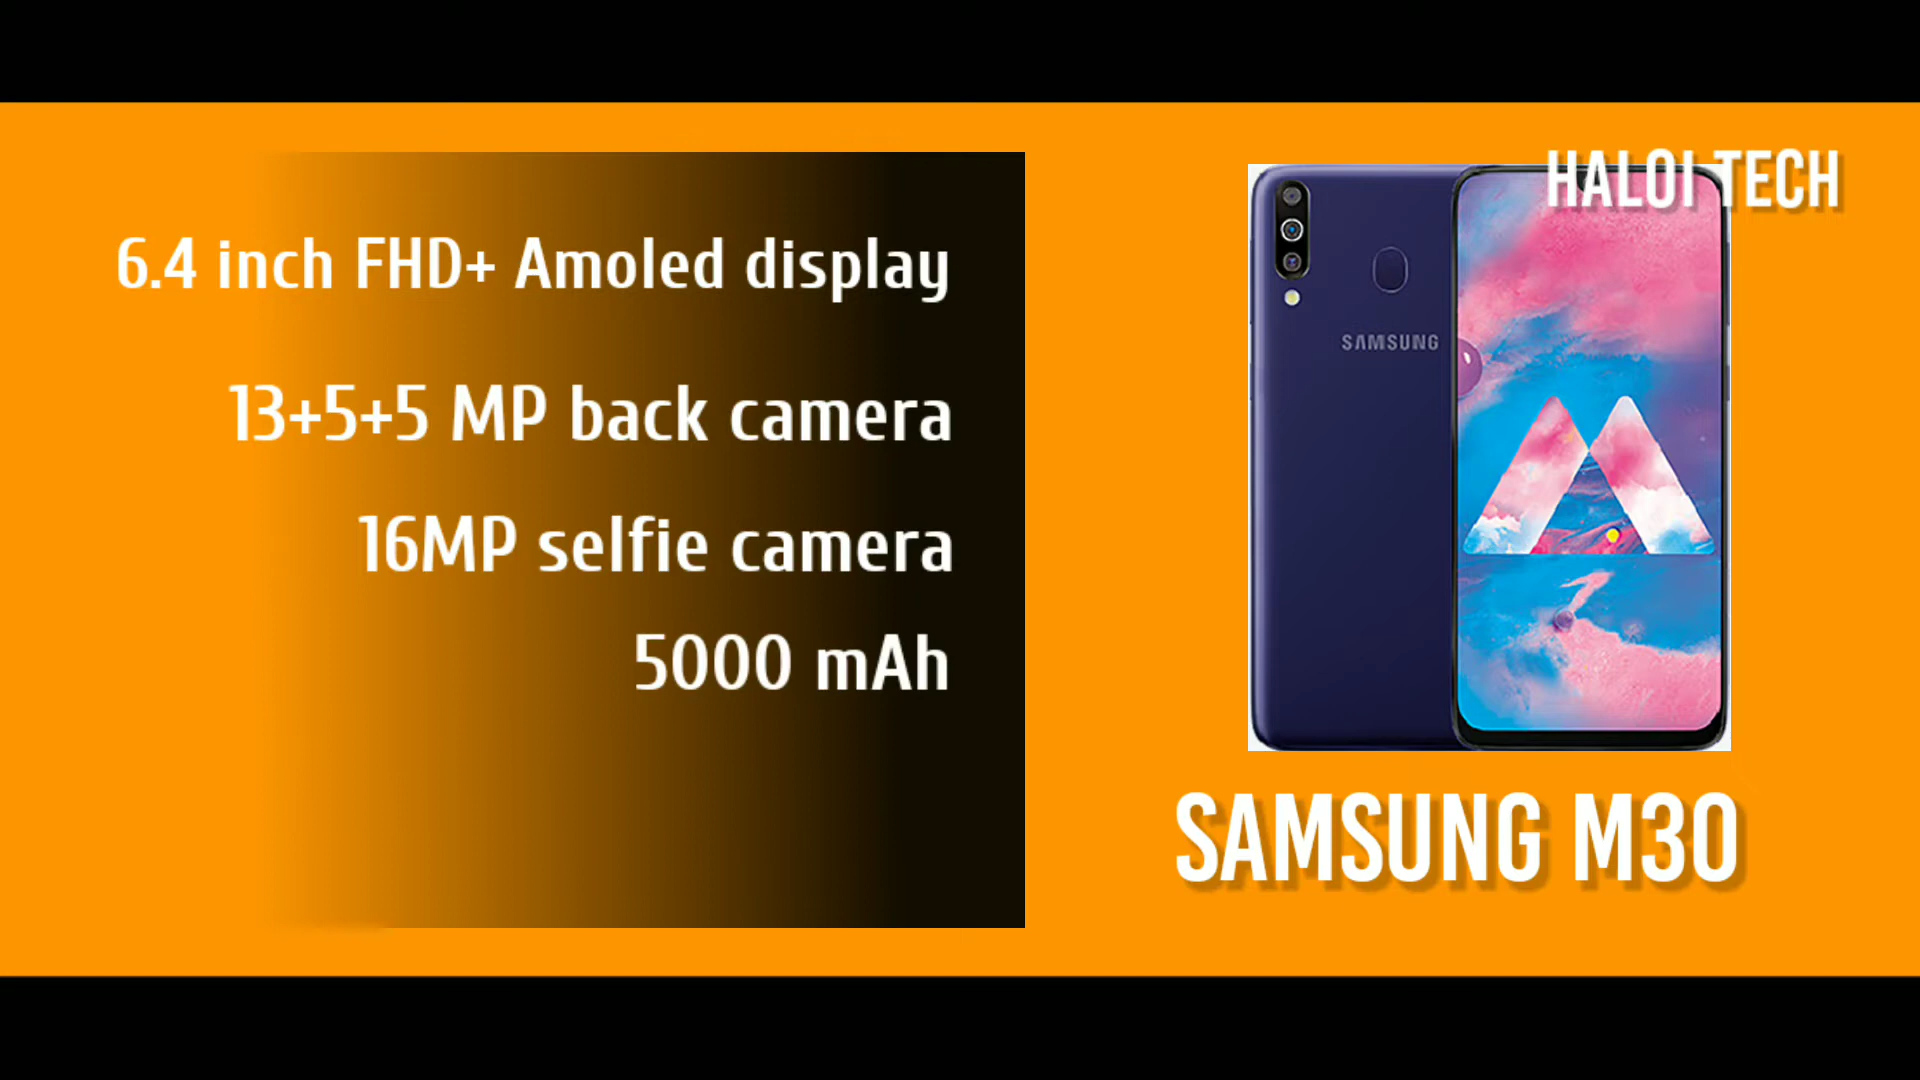 HALOI TECH
6.4 inch FHD+ Amoled display
13+5+5 MP back camera
16MP selfie camera
5000 mAh
SAMSUNG
SAMSUNG M30